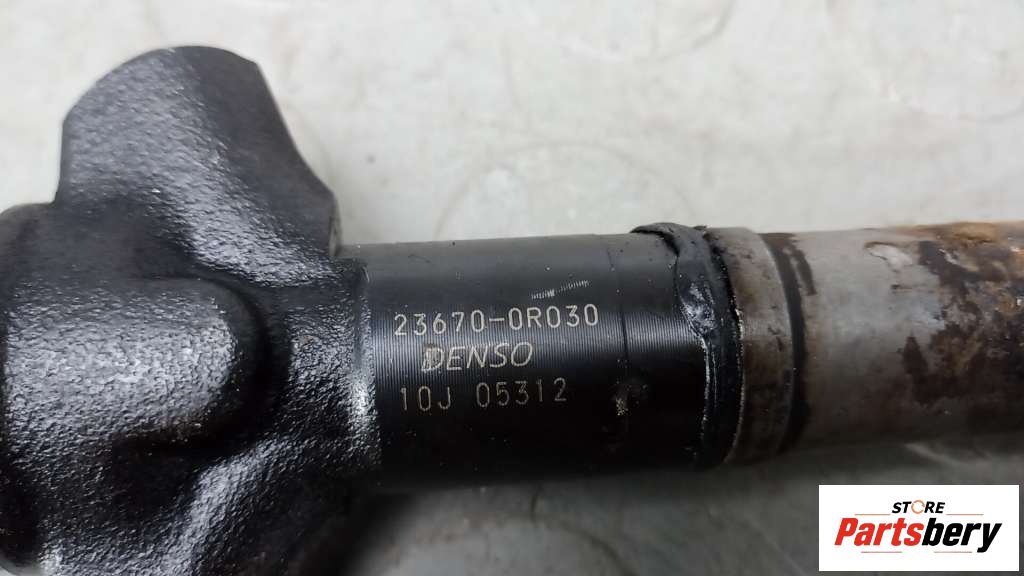 23670-0R030
DENSO
10J 05312
STORE
Partsbery